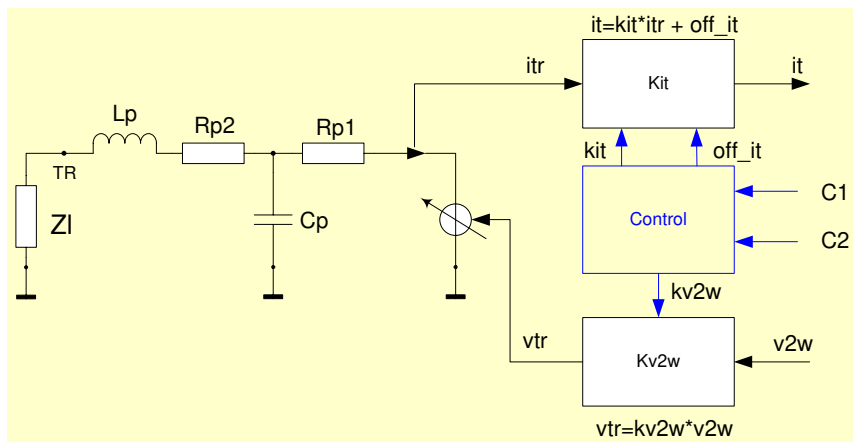 it=kit*itr + off_it
itr
Kit
it
Lp
Rp2
Rp1
TR
kit
off_it
Zl
Cp
Control
C1
C2
kv2w
vtr
Kv2w
v2w
vtr=kv2w*v2w